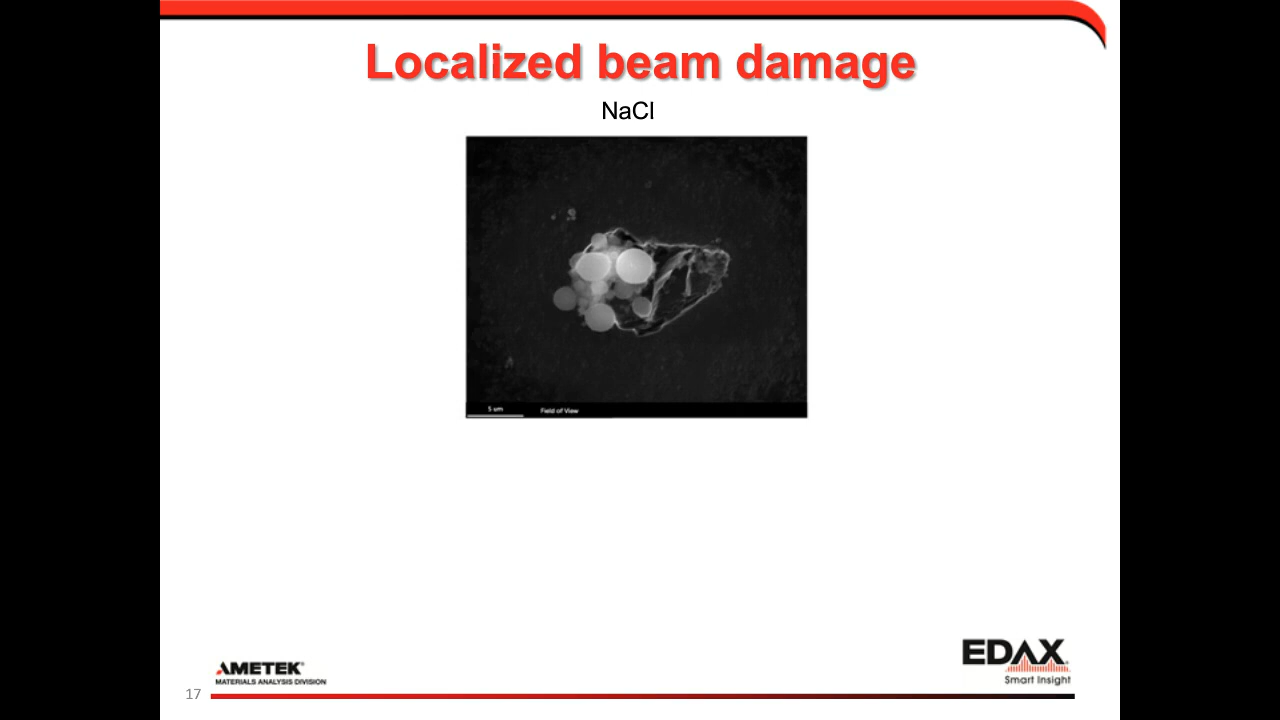 Localized beam damage
NaCl
5 um Field of View
AMETEK®
MATERIALS ANALYSIS DIVISION
EDAX
Smart Insight
17